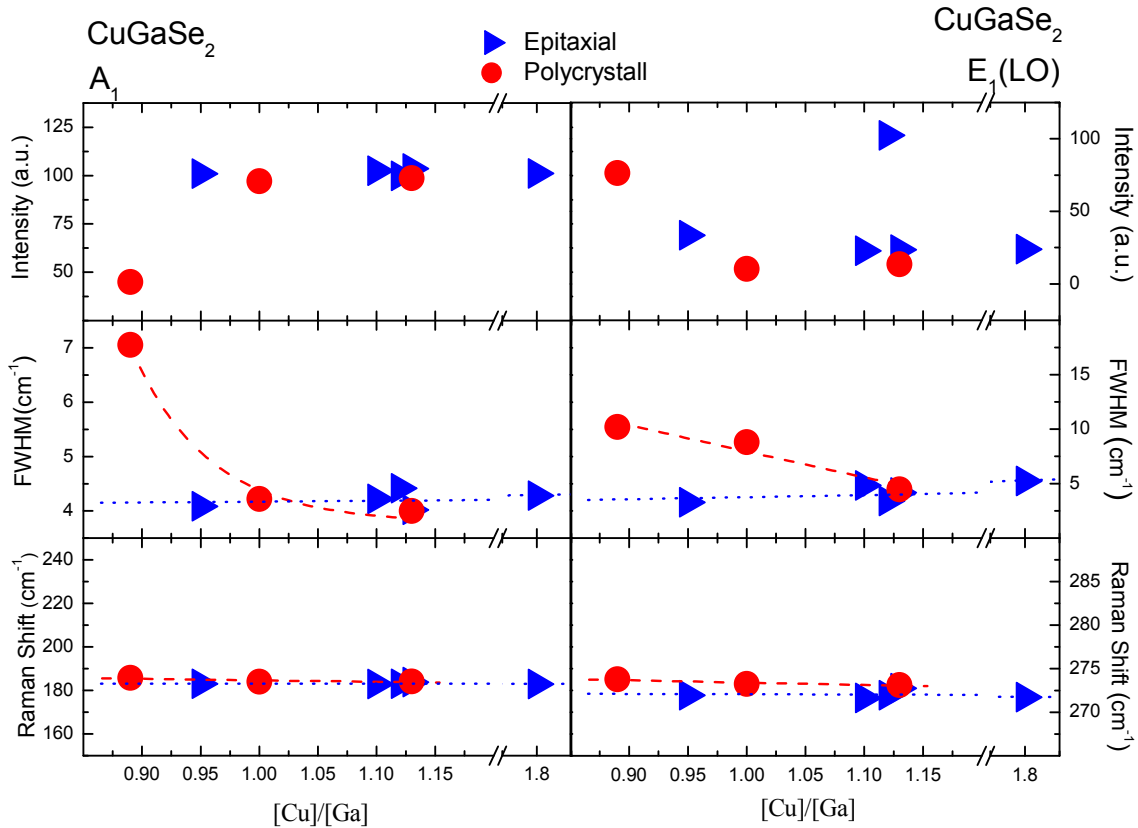 CuGaSe2
A1
Epitaxial
Polycrystall
CuGaSe2
E1(LO)
Intensity (a.u.)
125
100
75
50
100
50
0
Intensity (a.u.)
FWHM(cm-1)
7
6
5
4
15
10
5
FWHM (cm-1)
Raman Shift (cm-1)
240
220
200
180
160
285
280
275
270
Raman Shift (cm-1)
0.90 0.95 1.00 1.05 1.10 1.15 1.8
0.90 0.95 1.00 1.05 1.10 1.15 1.8
[Cu]/[Ga]
[Cu]/[Ga]